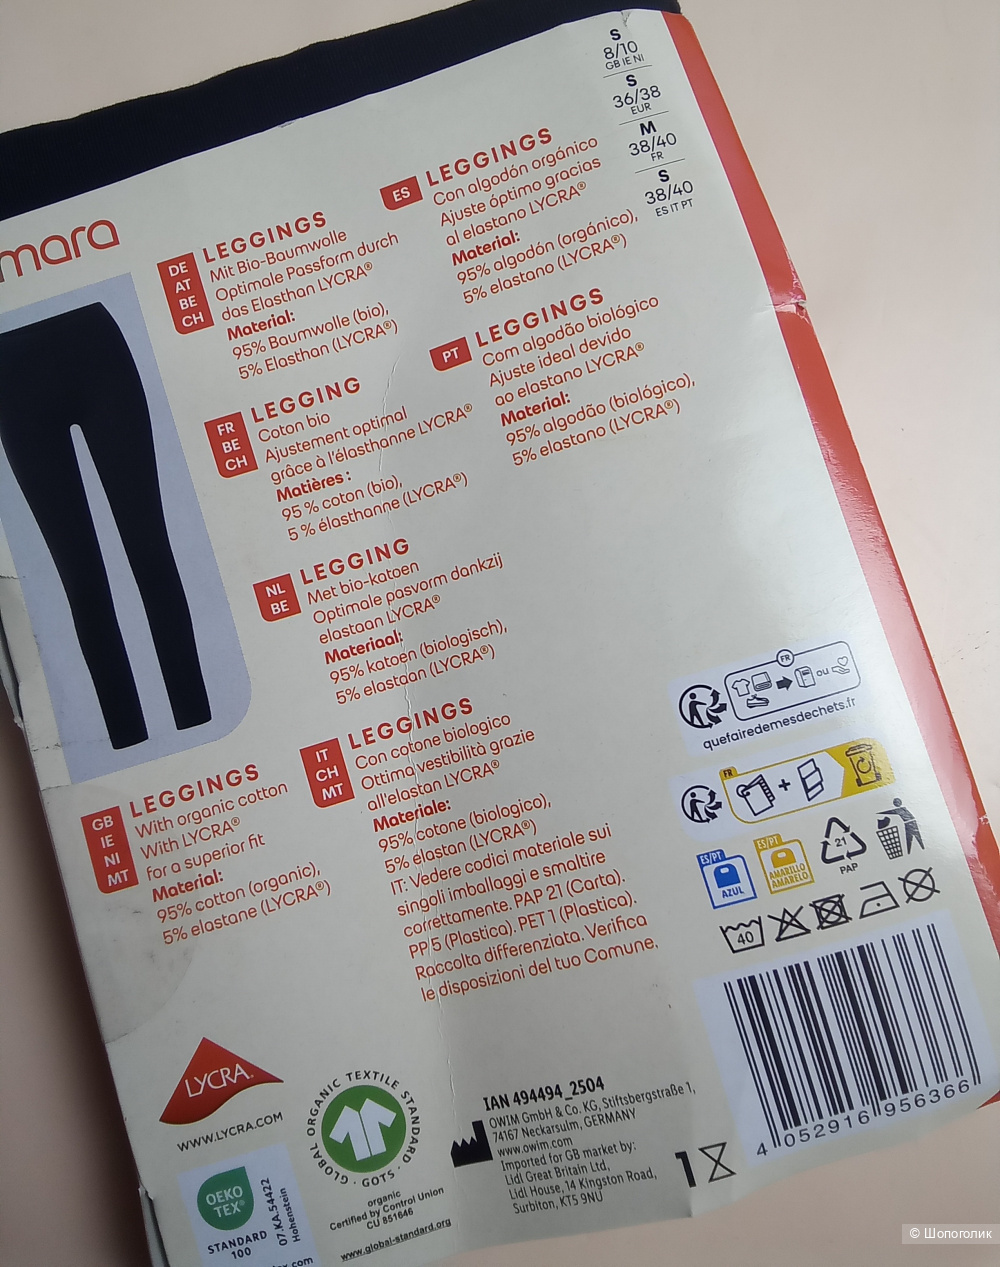 S
8/10
GB IE NI
S
36/38
EUR
M
38/40
FR
S
38/40
ES IT PT
mara
DE
AT
BE
CH
LEGGINGS
Mit Bio-Baumwolle
Optimale Passform durch
das Elasthan LYCRA®
Material:
95% Baumwolle (bio),
5% Elasthan (LYCRA®)
ES
LEGGINGS
Con algodón orgánico
Ajuste óptimo gracias
al elastano LYCRA®
Material:
95% algodón (orgánico),
5% elastano (LYCRA®)
FR
BE
CH
LEGGING
Coton bio
Ajustement optimal
grâce à l'élasthanne LYCRA®
Matières :
95 % coton (bio),
5 % élasthanne (LYCRA®)
PT
LEGGINGS
Com algodão biológico
Ajuste ideal devido
ao elastano LYCRA®
Material:
95% algodão (biológico),
5% elastano (LYCRA®)
NL
BE
LEGGING
Met bio-katoen
Optimale pasvorm dankzij
elastaan LYCRA®
Materiaal:
95% katoen (biologisch),
5% elastaan (LYCRA®)
GB
IE
NI
MT
LEGGINGS
With organic cotton
With LYCRA®
for a superior fit
Material:
95% cotton (organic),
5% elastane (LYCRA®)
IT
CH
MT
LEGGINGS
Con cotone biologico
Ottima vestibilità grazie
all'elastan LYCRA®
Materiale:
95% cotone (biologico),
5% elastan (LYCRA®)
IT: Vedere codici materiale sui
singoli imballaggi e smaltire
correttamente. PAP 21 (Carta).
PP 5 (Plastica). PET 1 (Plastica).
Raccolta differenziata. Verifica
le disposizioni del tuo Comune.
FR
ou
quefairedemesdechets.fr
FR
+
ES/PT
AZUL
ES/PT
AMARILLO
AMARELO
21
PAP
40
4 052916 956366
LYCRA.
WWW.LYCRA.COM
GLOBAL ORGANIC TEXTILE STANDARD · GOTS ·
organic
Certified by Control Union
CU 851646
www.global-standard.org
OEKO
TEX®
STANDARD
100
07.KA.54422
Hohenstein
ex.com
IAN 494494_2504
OWIM GmbH & Co. KG, Stiftsbergstraße 1,
74167 Neckarsulm, GERMANY
www.owim.com
Imported for GB market by:
Lidl Great Britain Ltd,
Lidl House, 14 Kingston Road,
Surbiton, KT5 9NU
1
© Шопоголик